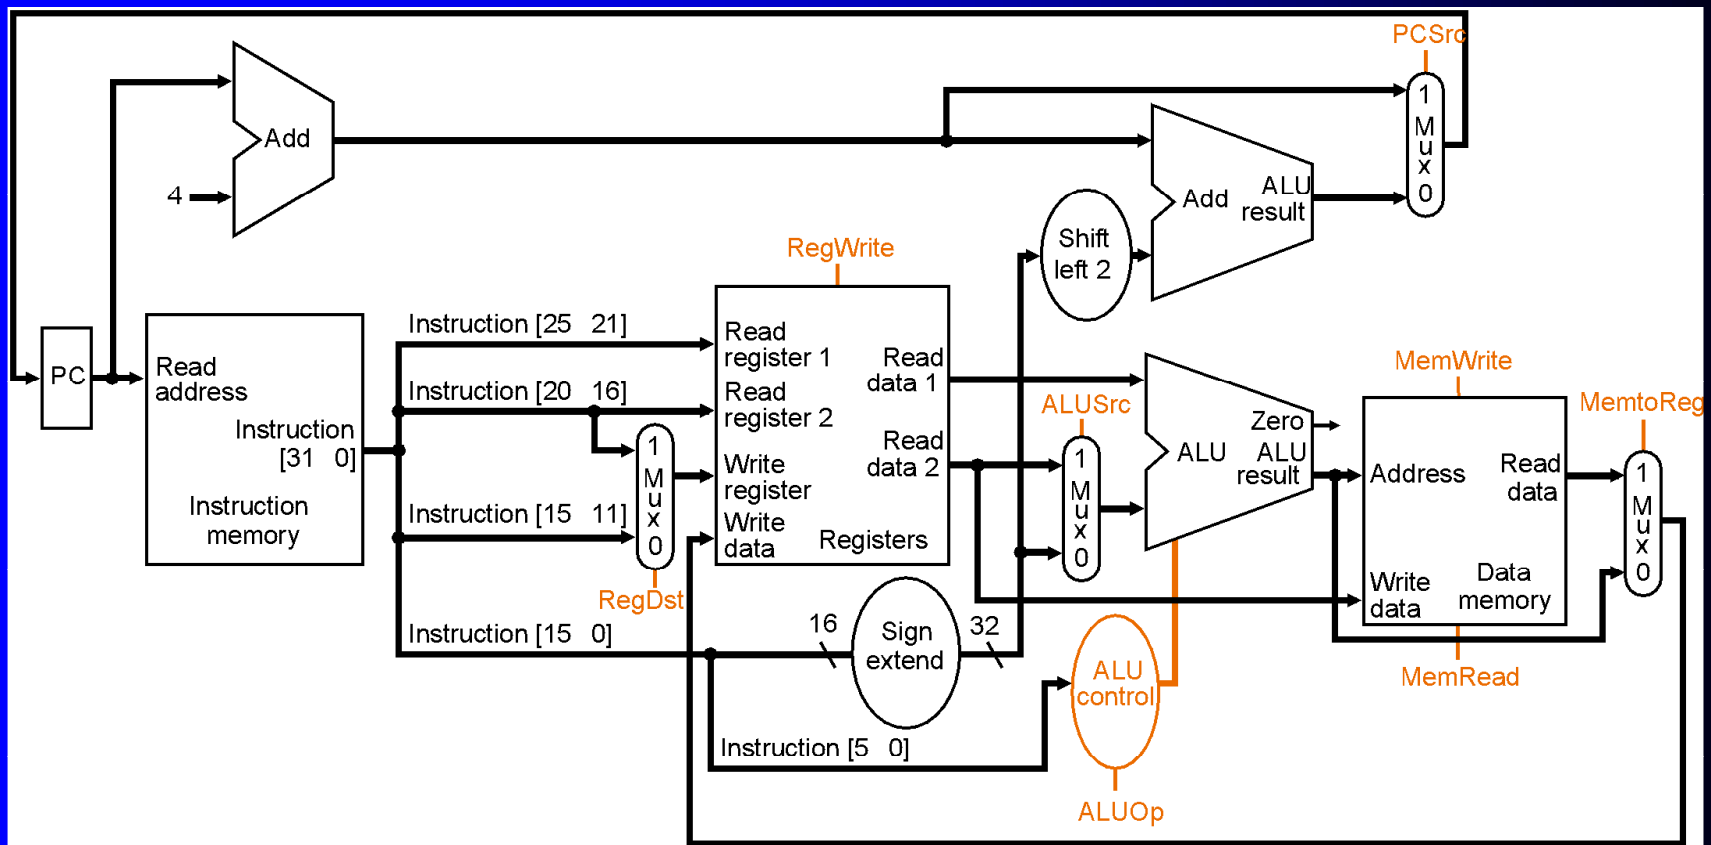 PCSrc
1
M
u
x
0
Add
4
Add
ALU
result
Shift
left 2
RegWrite
Instruction [25 21]
Read
register 1
Read
data 1
PC
Read
address
Instruction [20 16]
Read
register 2
Instruction
[31 0]
Instruction
memory
1
M
u
x
0
RegDst
Write
register
Read
data 2
Instruction [15 11]
Write
data
Registers
ALUSrc
1
M
u
x
0
Zero
ALU
ALU
result
MemWrite
Address
Read
data
Write
data
Data
memory
MemRead
MemtoReg
1
M
u
x
0
Instruction [15 0]
16
Sign
extend
32
ALU
control
Instruction [5 0]
ALUOp